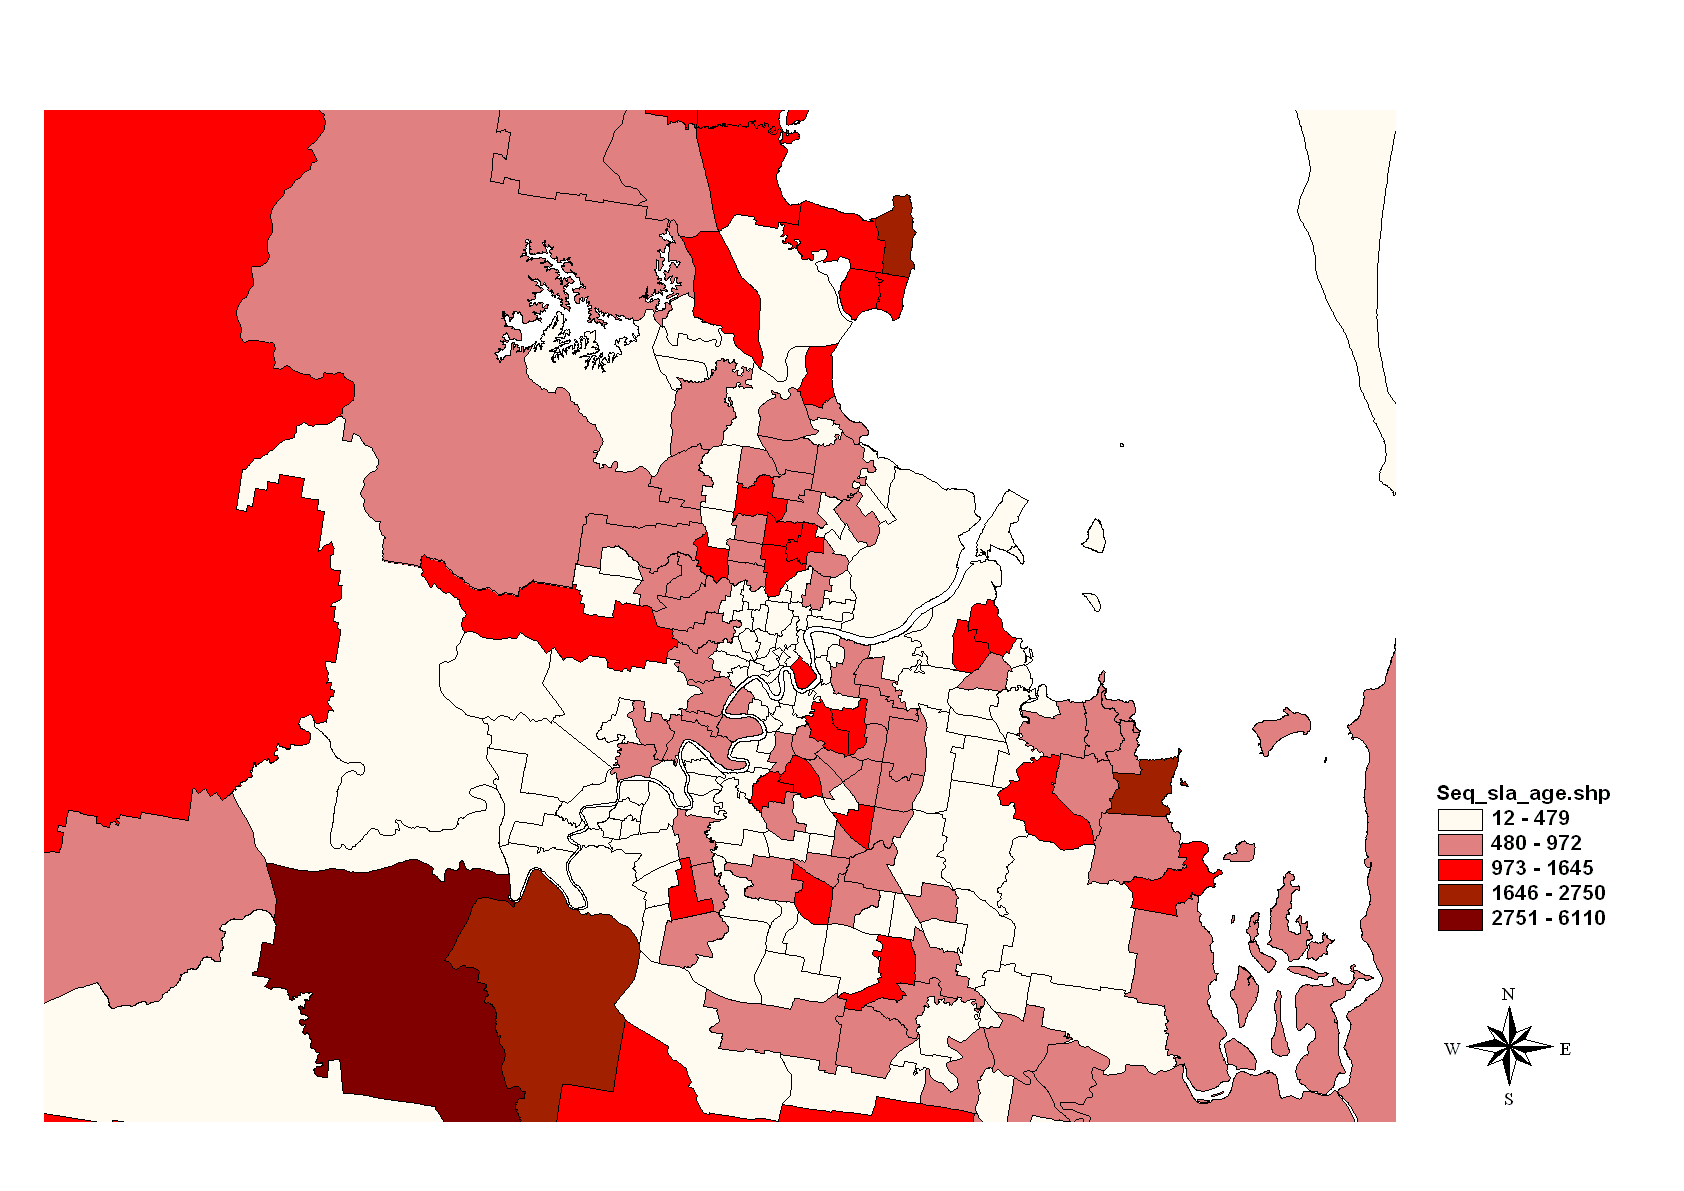 Seq_sla_age.shp
12 - 479
480 - 972
973 - 1645
1646 - 2750
2751 - 6110
N
W E
S